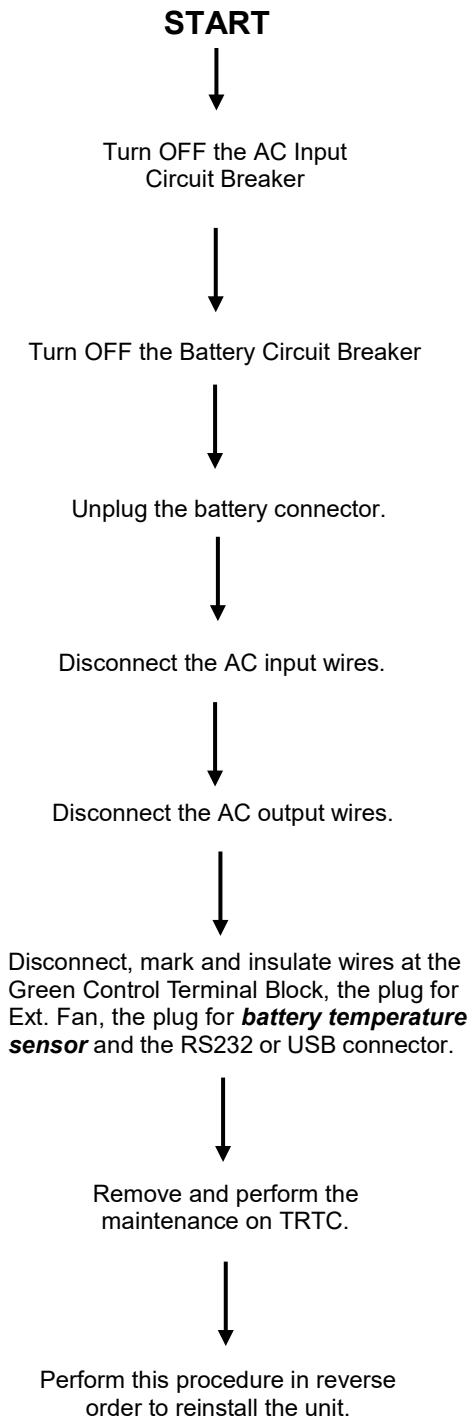 START
Turn OFF the AC Input
Circuit Breaker
Turn OFF the Battery Circuit Breaker
Unplug the battery connector.
Disconnect the AC input wires.
Disconnect the AC output wires.
Disconnect, mark and insulate wires at the
Green Control Terminal Block, the plug for
Ext. Fan, the plug for battery temperature
sensor and the RS232 or USB connector.
Remove and perform the
maintenance on TRTC.
Perform this procedure in reverse
order to reinstall the unit.